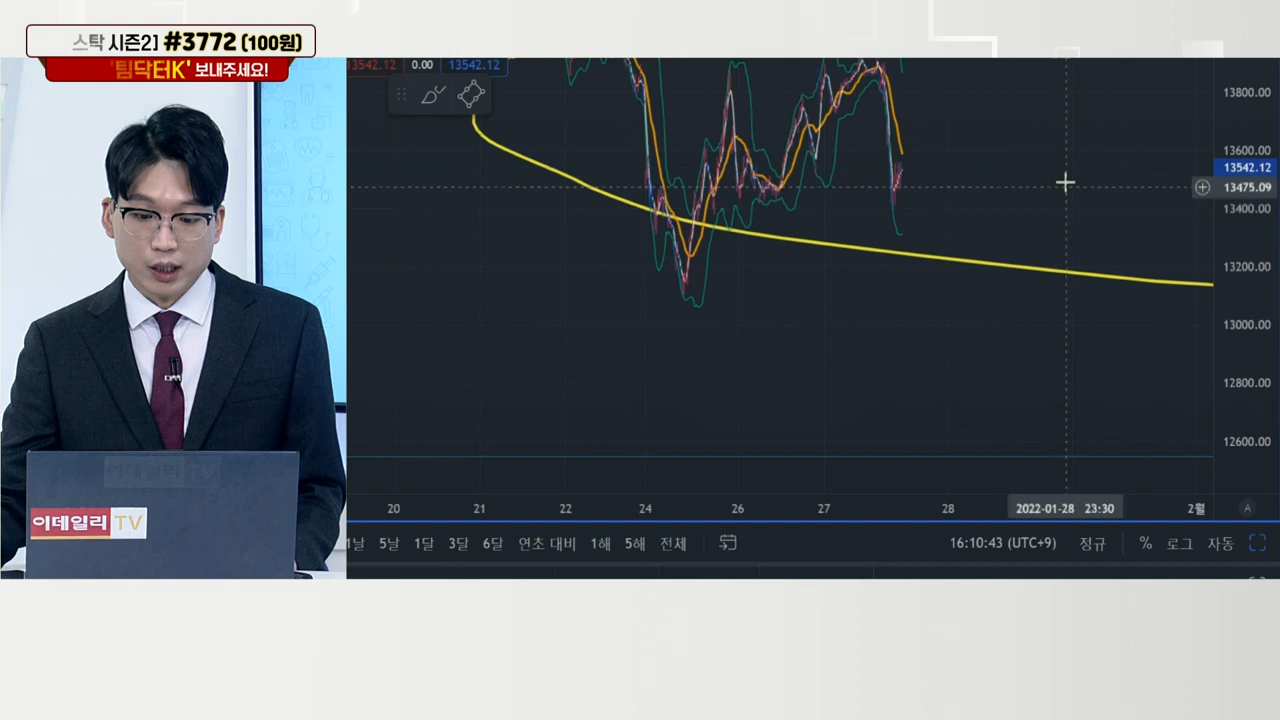 스탁 시즌2] #3772 (100원)
'팀닥터K' 보내주세요!
3542.12 0.00 13542.12
13800.00
13600.00
13542.12
13475.09
13400.00
13200.00
13000.00
12800.00
12600.00
20 21 22 24 25 26 27 28 2022-01-28 23:30 2월 A
1날 5날 1달 3달 6달 연초 대비 1해 5해 전체 16:10:43 (UTC+9) 정규 % 로그 자동
이데일리 TV
이데일리 TV